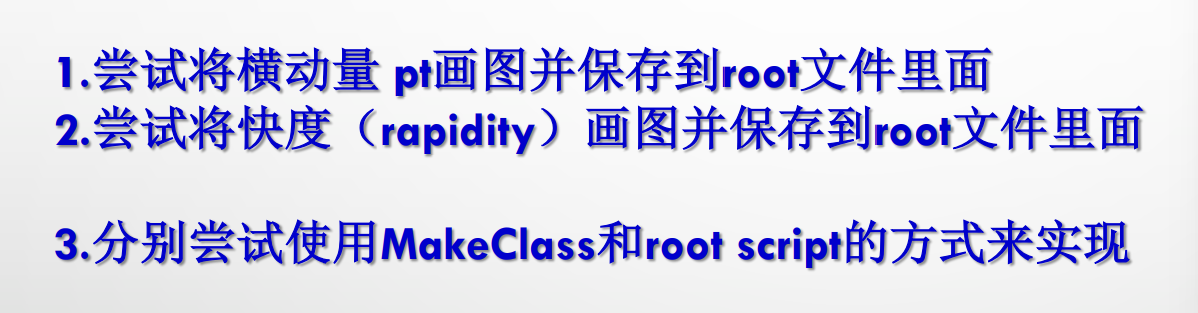 1.尝试将横动量 pt画图并保存到root文件里面
2.尝试将快度（rapidity）画图并保存到root文件里面
3.分别尝试使用MakeClass和root script的方式来实现